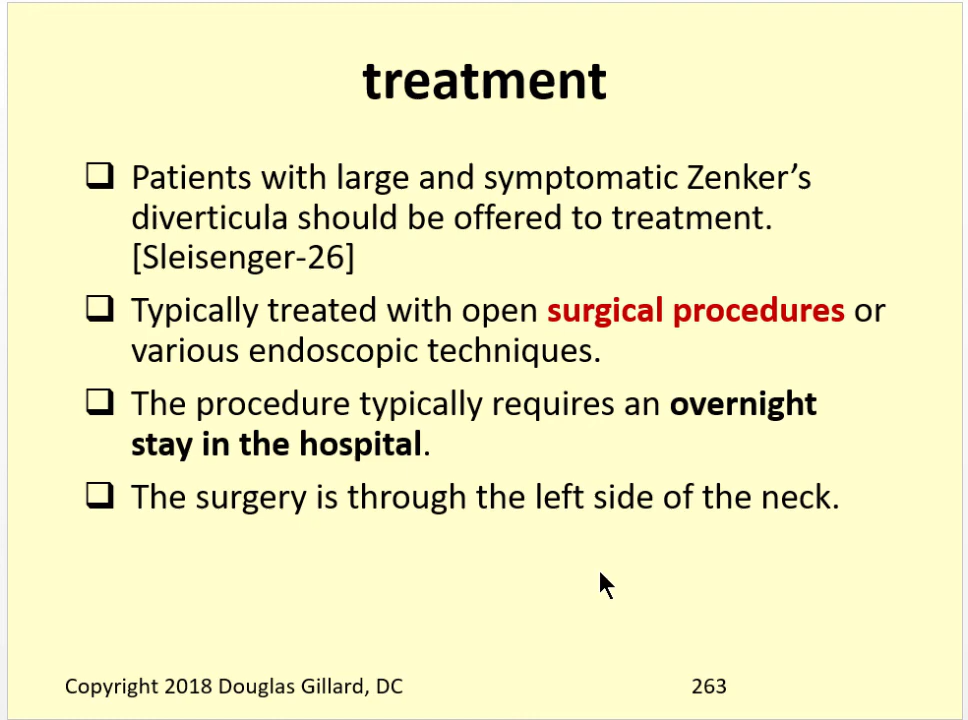 treatment
Patients with large and symptomatic Zenker’s
diverticula should be offered to treatment.
[Sleisenger-26]
Typically treated with open surgical procedures or
various endoscopic techniques.
The procedure typically requires an overnight
stay in the hospital.
The surgery is through the left side of the neck.
Copyright 2018 Douglas Gillard, DC 263